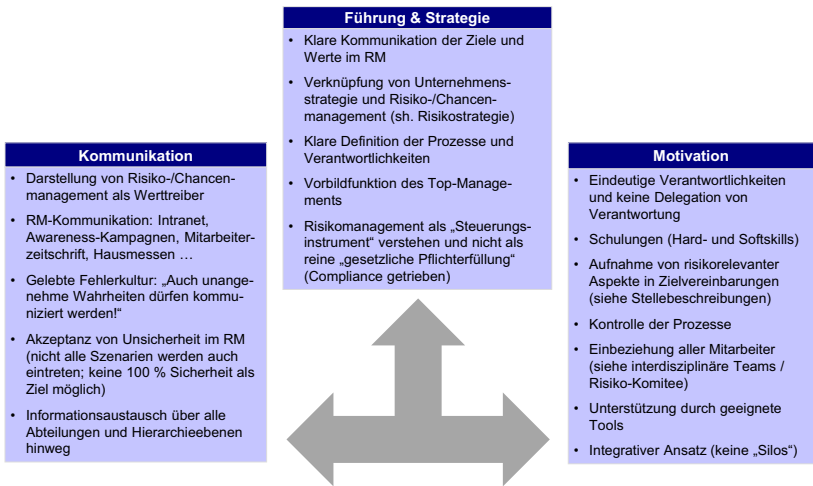 Führung & Strategie
• Klare Kommunikation der Ziele und
Werte im RM
• Verknüpfung von Unternehmens-
strategie und Risiko-/Chancen-
management (sh. Risikostrategie)
• Klare Definition der Prozesse und
Verantwortlichkeiten
• Vorbildfunktion des Top-Manage-
ments
• Risikomanagement als „Steuerungs-
instrument“ verstehen und nicht als
reine „gesetzliche Pflichterfüllung“
(Compliance getrieben)
Kommunikation
• Darstellung von Risiko-/Chancen-
management als Werttreiber
• RM-Kommunikation: Intranet,
Awareness-Kampagnen, Mitarbeiter-
zeitschrift, Hausmessen …
• Gelebte Fehlerkultur: „Auch unange-
nehme Wahrheiten dürfen kommu-
niziert werden!“
• Akzeptanz von Unsicherheit im RM
(nicht alle Szenarien werden auch
eintreten; keine 100 % Sicherheit als
Ziel möglich)
• Informationsaustausch über alle
Abteilungen und Hierarchieebenen
hinweg
Motivation
• Eindeutige Verantwortlichkeiten
und keine Delegation von
Verantwortung
• Schulungen (Hard- und Softskills)
• Aufnahme von risikorelevanter
Aspekte in Zielvereinbarungen
(siehe Stellebeschreibungen)
• Kontrolle der Prozesse
• Einbeziehung aller Mitarbeiter
(siehe interdisziplinäre Teams /
Risiko-Komitee)
• Unterstützung durch geeignete
Tools
• Integrativer Ansatz (keine „Silos“)